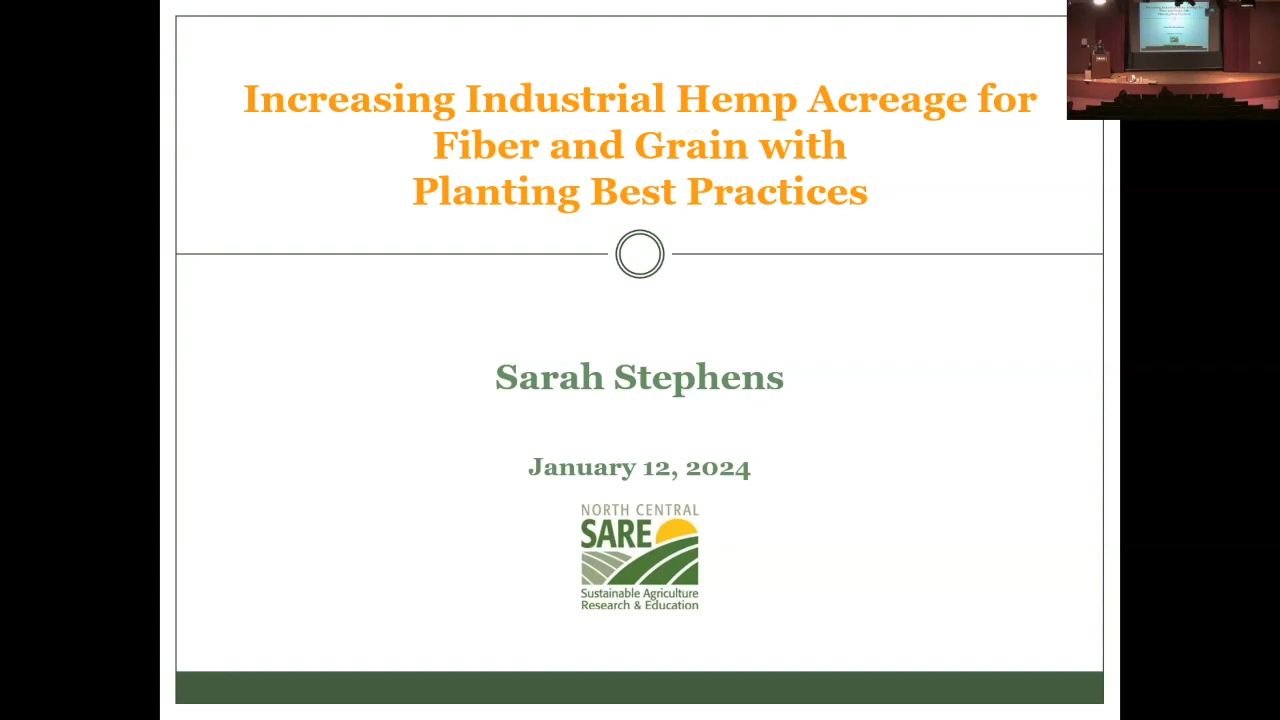 Increasing Industrial Hemp Acreage for
Fiber and Grain with
Planting Best Practices
Sarah Stephens
January 12, 2024
NORTH CENTRAL
SARE
Sustainable Agriculture
Research & Education